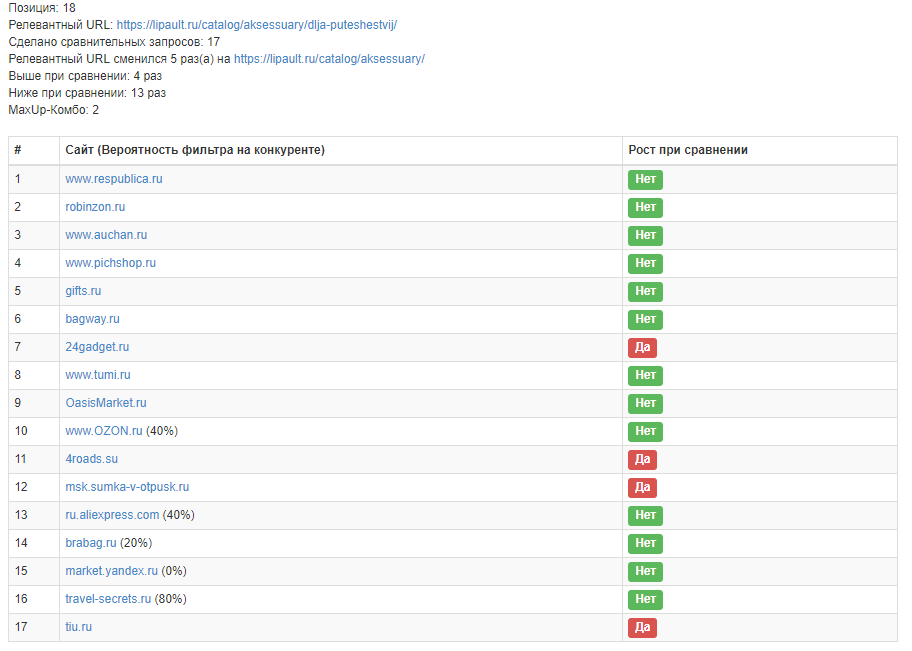 Позиция: 18
Релевантный URL: https://lipault.ru/catalog/aksessuary/dlja-puteshestvij/
Сделано сравнительных запросов: 17
Релевантный URL сменился 5 раз(а) на https://lipault.ru/catalog/aksessuary/
Выше при сравнении: 4 раз
Ниже при сравнении: 13 раз
MaxUp-Комбо: 2
# Сайт (Вероятность фильтра на конкуренте) Рост при сравнении
1 www.respublica.ru Нет
2 robinzon.ru Нет
3 www.auchan.ru Нет
4 www.pichshop.ru Нет
5 gifts.ru Нет
6 bagway.ru Нет
7 24gadget.ru Да
8 www.tumi.ru Нет
9 OasisMarket.ru Нет
10 www.OZON.ru (40%) Нет
11 4roads.su Да
12 msk.sumka-v-otpusk.ru Да
13 ru.aliexpress.com (40%) Нет
14 brabag.ru (20%) Нет
15 market.yandex.ru (0%) Нет
16 travel-secrets.ru (80%) Нет
17 tiu.ru Да